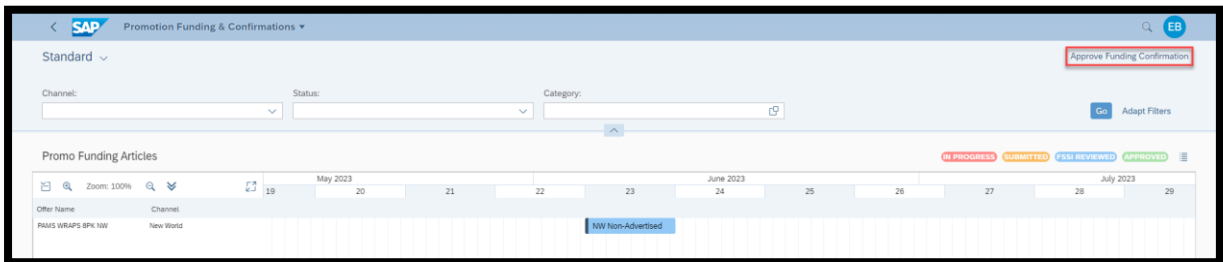 SAP Promotion Funding & Confirmations EB
Standard
Approve Funding Confirmation
Channel: Status: Category:
Go Adapt Filters
Promo Funding Articles IN PROGRESS SUBMITTED FSSI REVIEWED APPROVED
Zoom: 100%
May 2023 June 2023 July 2023
19 20 21 22 23 24 25 26 27 28 29
Offer Name Channel
PAMS WRAPS 8PK NW New World NW Non-Advertised